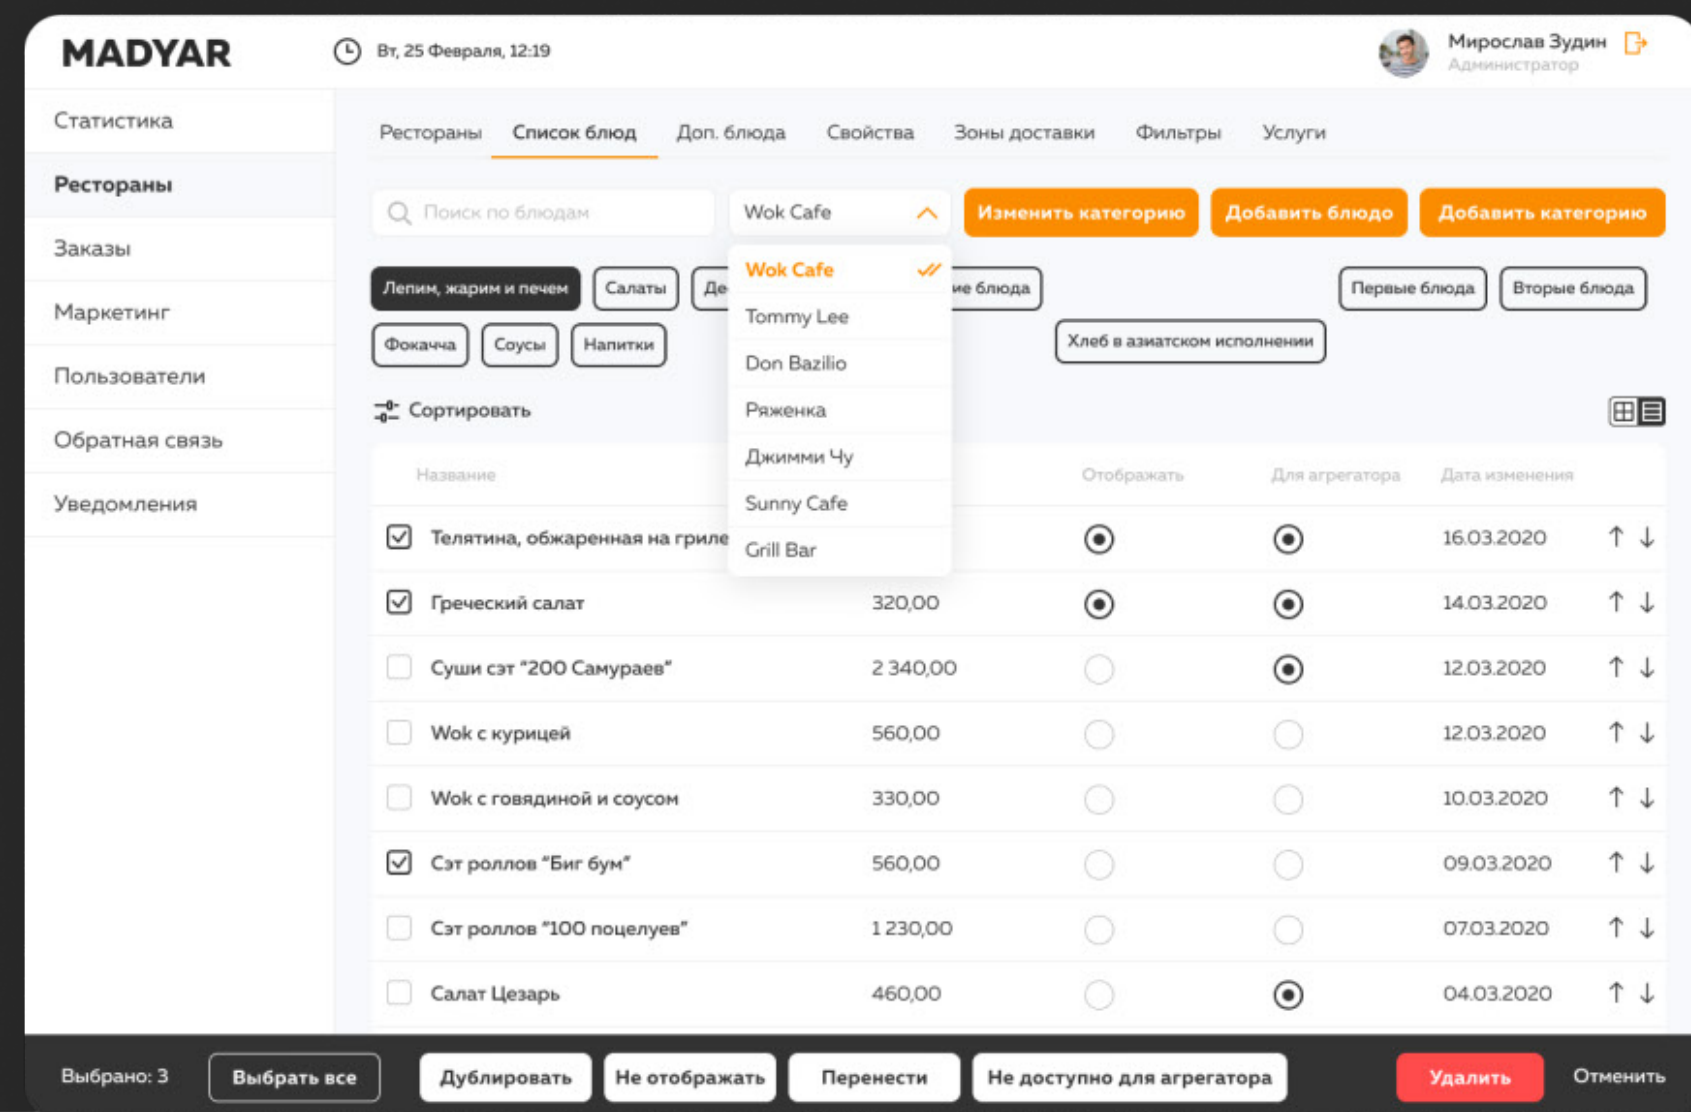 MADYAR
Вт, 25 Февраля, 12:19
Мирослав Зудин
Администратор
Статистика
Рестораны
Заказы
Маркетинг
Пользователи
Обратная связь
Уведомления
Рестораны Список блюд Доп. блюда Свойства Зоны доставки Фильтры Услуги
Поиск по блюдам Wok Cafe Изменить категорию Добавить блюдо Добавить категорию
Wok Cafe
Tommy Lee
Don Bazilio
Ряженка
Джимми Чу
Sunny Cafe
Grill Bar
Лепим, жарим и печем Салаты Де ие блюда Первые блюда Вторые блюда
Фокачча Соусы Напитки Хлеб в азиатском исполнении
Сортировать
Название Отображать Для агрегатора Дата изменения
Телятина, обжаренная на гриле 16.03.2020
Греческий салат 320,00 14.03.2020
Суши сэт "200 Самураев" 2 340,00 12.03.2020
Wok с курицей 560,00 12.03.2020
Wok с говядиной и соусом 330,00 10.03.2020
Сэт роллов "Биг бум" 560,00 09.03.2020
Сэт роллов "100 поцелуев" 1 230,00 07.03.2020
Салат Цезарь 460,00 04.03.2020
Выбрано: 3 Выбрать все Дублировать Не отображать Перенести Не доступно для агрегатора Удалить Отменить